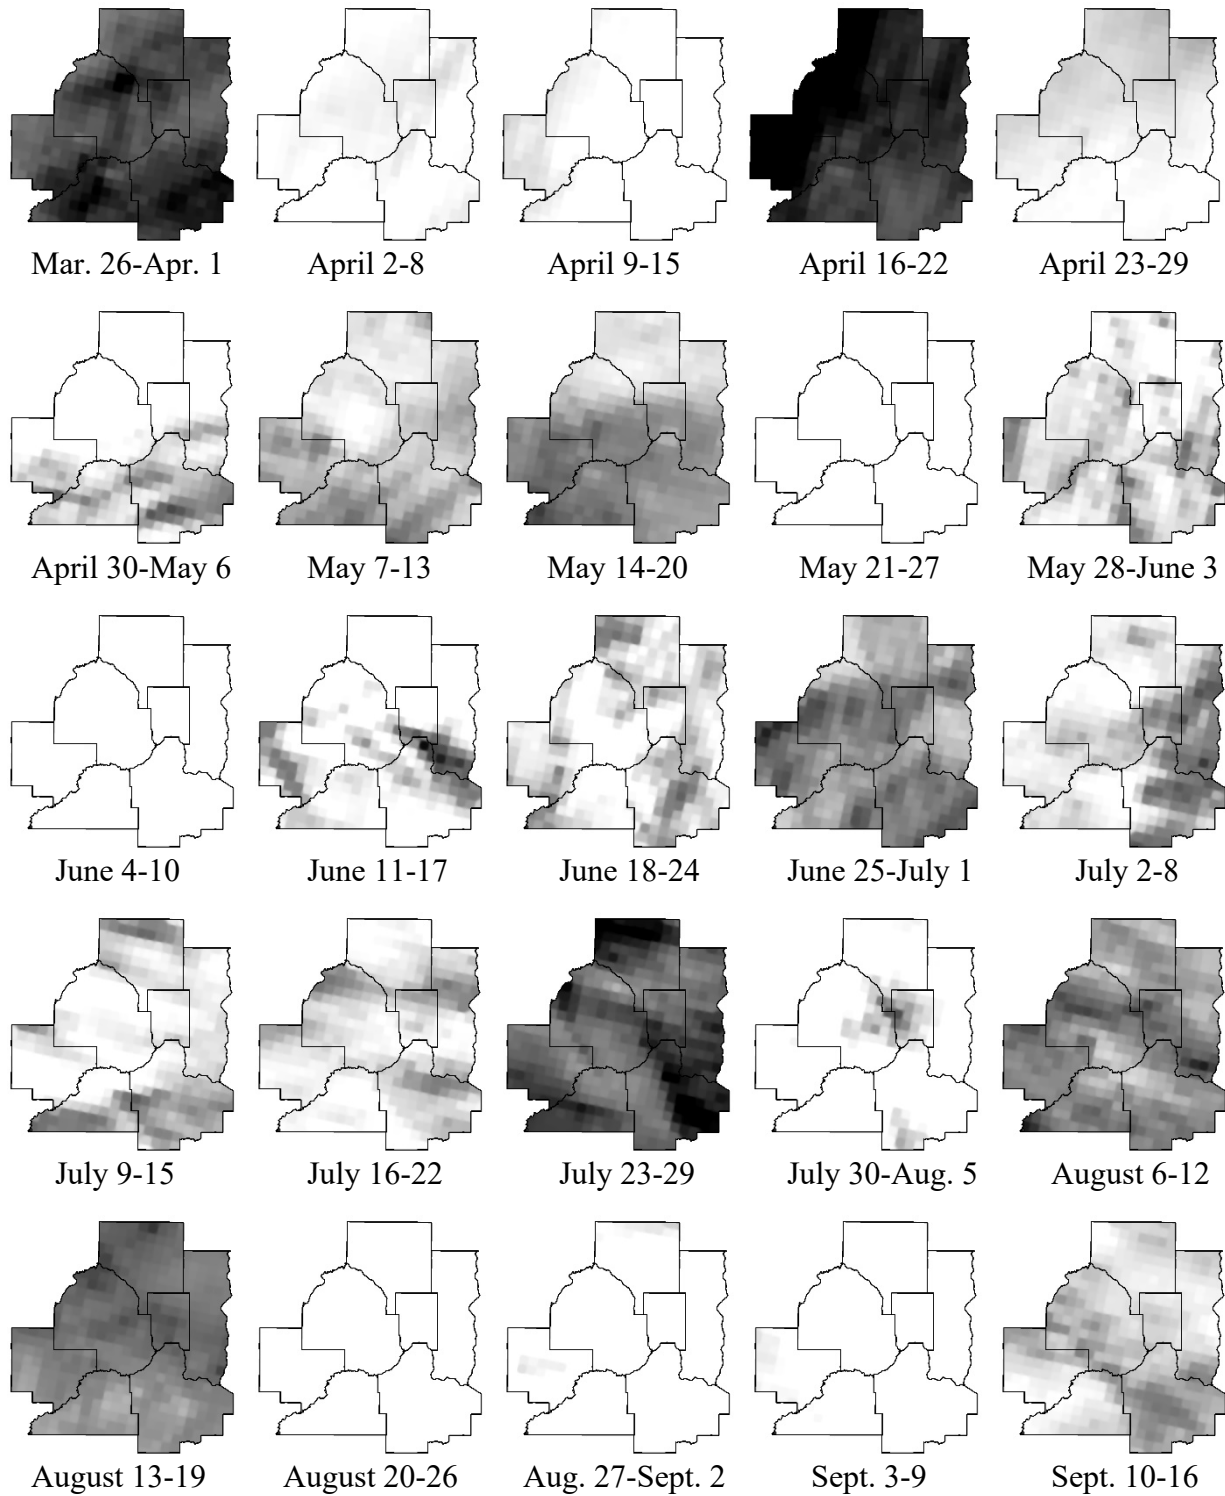 Mar. 26-Apr. 1
April 2-8
April 9-15
April 16-22
April 23-29
April 30-May 6
May 7-13
May 14-20
May 21-27
May 28-June 3
June 4-10
June 11-17
June 18-24
June 25-July 1
July 2-8
July 9-15
July 16-22
July 23-29
July 30-Aug. 5
August 6-12
August 13-19
August 20-26
Aug. 27-Sept. 2
Sept. 3-9
Sept. 10-16